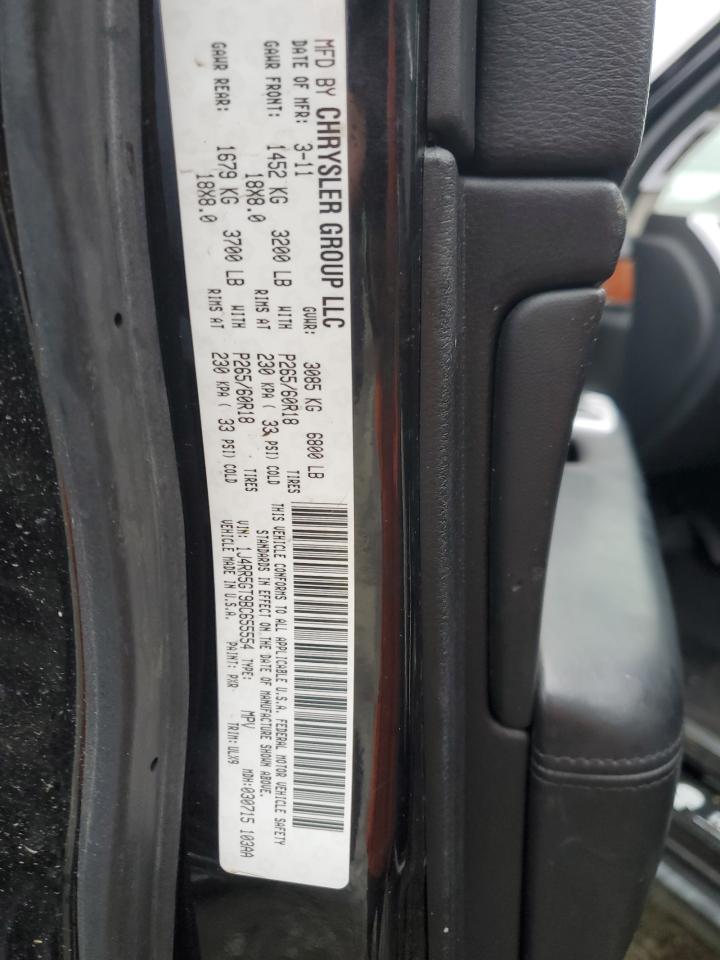 MFD BY CHRYSLER GROUP LLC
DATE OF MFR: 3-11 GVWR: 3085 KG 6800 LB
GAWR FRONT: 1452 KG 3200 LB WITH P265/60R18 TIRES
18X8.0 RIMS AT 230 KPA ( 33 PSI) COLD
GAWR REAR: 1679 KG 3700 LB WITH P265/60R18 TIRES
18X8.0 RIMS AT 230 KPA ( 33 PSI) COLD
THIS VEHICLE CONFORMS TO ALL APPLICABLE U.S.A. FEDERAL MOTOR VEHICLE SAFETY
STANDARDS IN EFFECT ON THE DATE OF MANUFACTURE SHOWN ABOVE.
VIN: 1J4RR5GT9BC655554 TYPE: MPV MDH:030715 103AA
VEHICLE MADE IN U.S.A. PAINT: PXR TRIM: ULX9